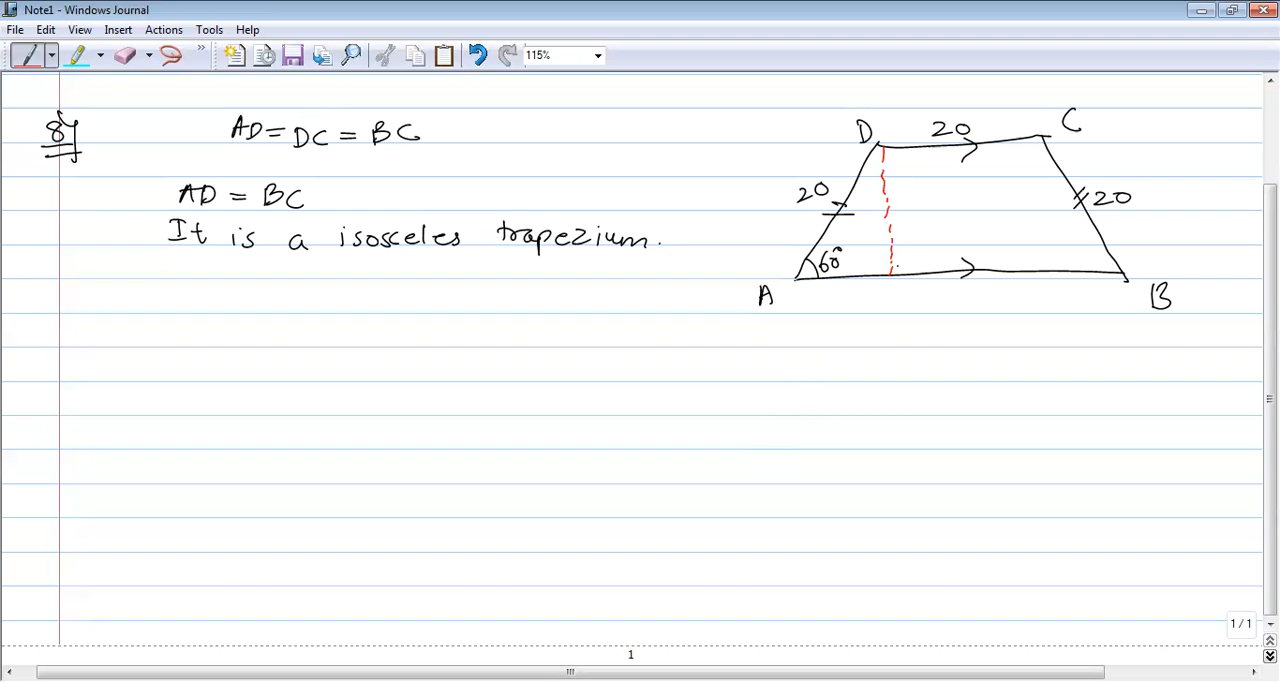 Note1 - Windows Journal
File Edit View Insert Actions Tools Help
115%
8y
AD = DC = BC
AD = BC
It is a isosceles trapezium.
D 20 C
20 20
60°
A B
1 / 1
1